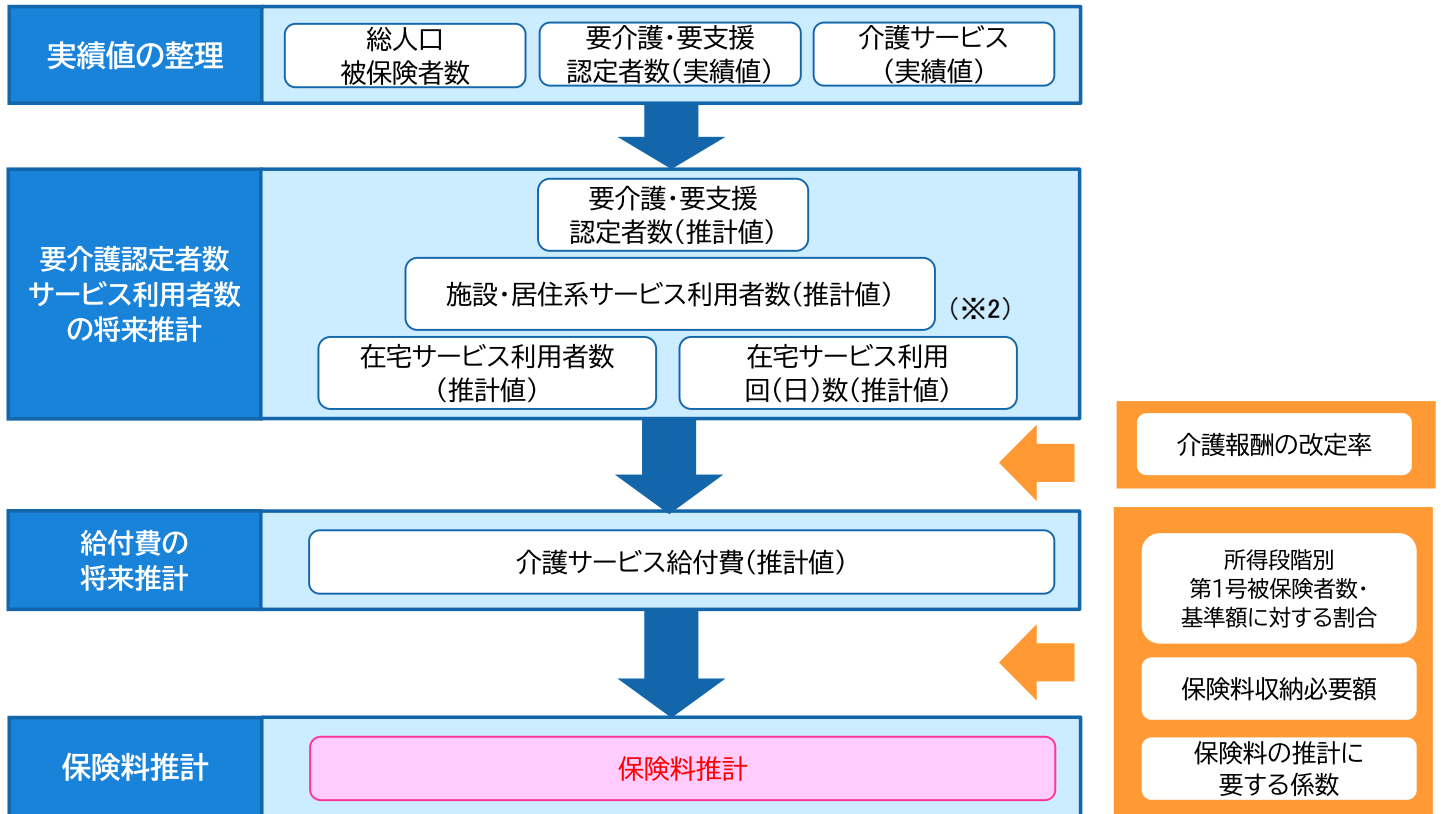 実績値の整理
総人口
被保険者数
要介護・要支援
認定者数(実績値)
介護サービス
(実績値)
要介護認定者数
サービス利用者数
の将来推計
要介護・要支援
認定者数(推計値)
施設・居住系サービス利用者数(推計値)
(※2)
在宅サービス利用者数
(推計値)
在宅サービス利用
回(日)数(推計値)
介護報酬の改定率
給付費の
将来推計
介護サービス給付費(推計値)
所得段階別
第1号被保険者数・
基準額に対する割合
保険料収納必要額
保険料の推計に
要する係数
保険料推計
保険料推計